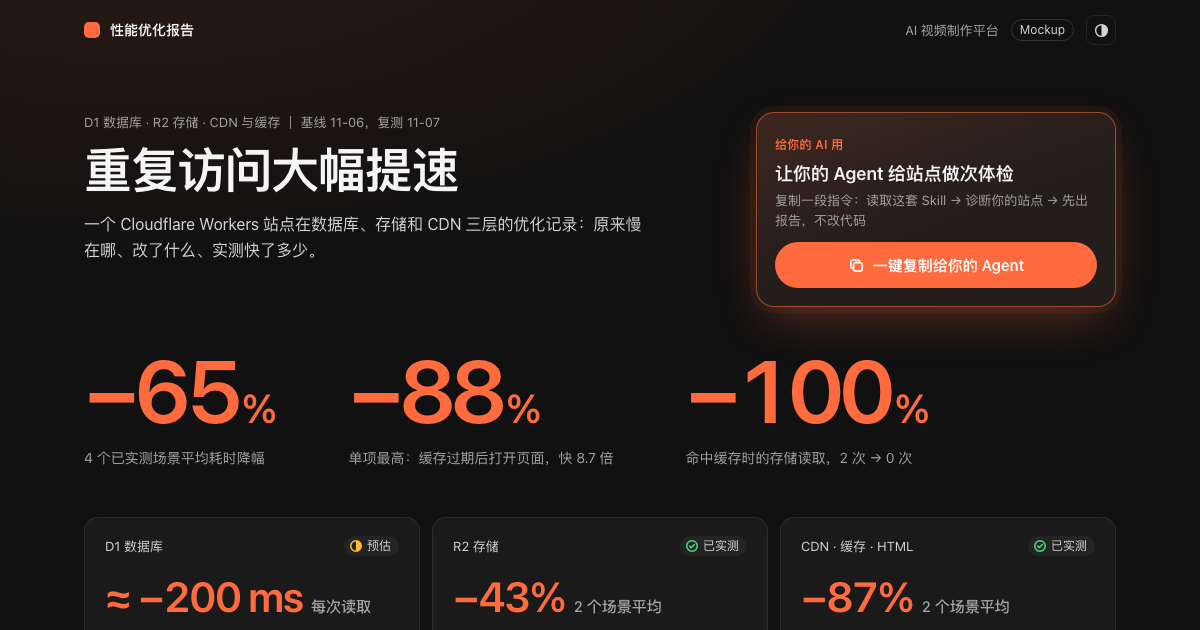 性能优化报告
AI 视频制作平台
Mockup
D1 数据库 · R2 存储 · CDN 与缓存 | 基线 11-06，复测 11-07
重复访问大幅提速
一个 Cloudflare Workers 站点在数据库、存储和 CDN 三层的优化记录：原来慢
在哪、改了什么、实测快了多少。
给你的 AI 用
让你的 Agent 给站点做次体检
复制一段指令：读取这套 Skill → 诊断你的站点 → 先出
报告，不改代码
一键复制给你的 Agent
−65%
4 个已实测场景平均耗时降幅
−88%
单项最高：缓存过期后打开页面，快 8.7 倍
−100%
命中缓存时的存储读取，2 次 → 0 次
D1 数据库
预估
≈ −200 ms 每次读取
R2 存储
已实测
−43% 2 个场景平均
CDN · 缓存 · HTML
已实测
−87% 2 个场景平均